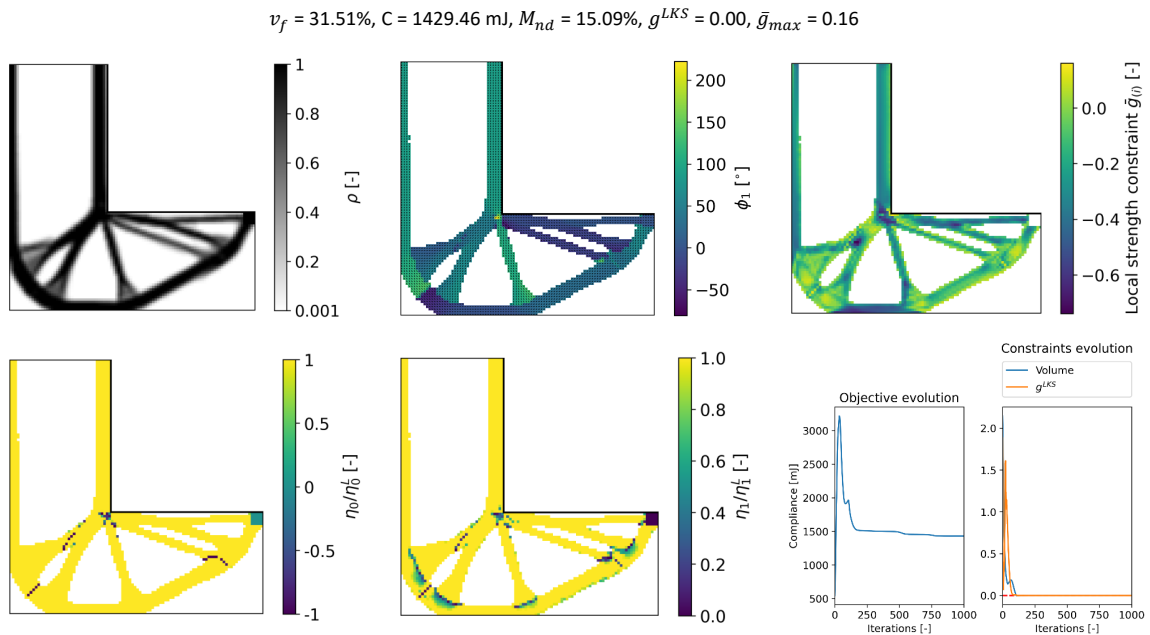 v_f = 31.51%, C = 1429.46 mJ, M_nd = 15.09%, g^LKS = 0.00, ḡ_max = 0.16
1
0.8
0.6
0.4
0.2
0.001
ρ [-]
200
150
100
50
0
−50
ϕ₁ [°]
0.0
−0.2
−0.4
−0.6
Local strength constraint ḡ_(i) [-]
1
0.5
0
-0.5
-1
η₀/η₀^L [-]
1.0
0.8
0.6
0.4
0.2
0.0
η₁/η₁^L [-]
Objective evolution
3000
2500
2000
1500
1000
500
Compliance [mJ]
0 250 500 750 1000
Iterations [-]
Constraints evolution
Volume
g^LKS
2.0
1.5
1.0
0.5
0.0
0 250 500 750 1000
Iterations [-]